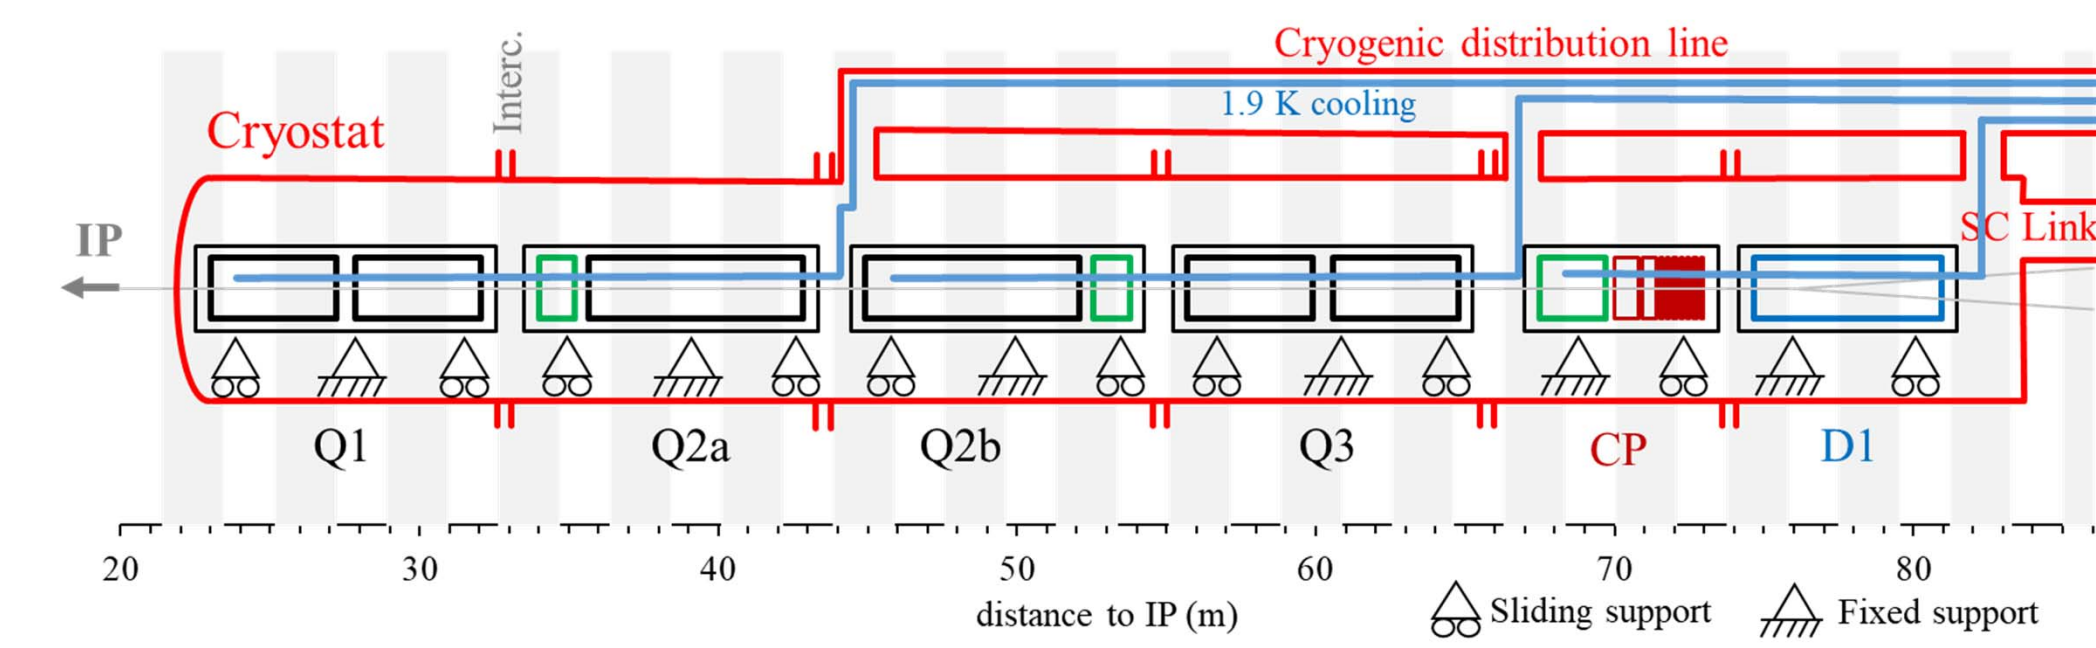 Cryogenic distribution line
Interc.
1.9 K cooling
Cryostat
IP
SC Link
Q1 Q2a Q2b Q3 CP D1
20 30 40 50 60 70 80
distance to IP (m)
Sliding support
Fixed support